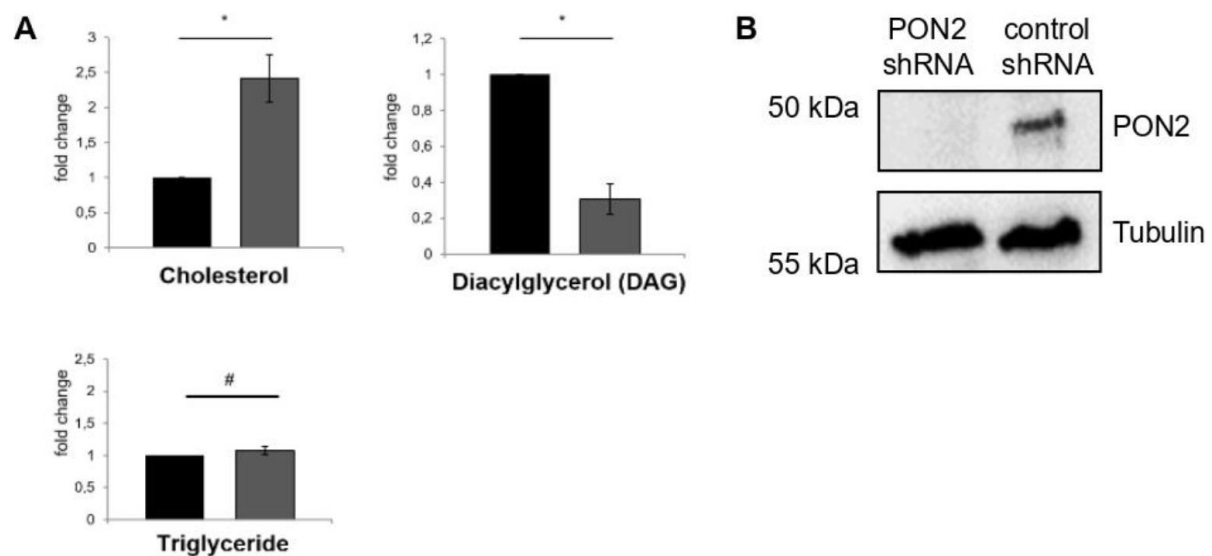 A
*
fold change
3
2,5
2
1,5
1
0,5
0
Cholesterol
*
fold change
1,2
1
0,8
0,6
0,4
0,2
0
Diacylglycerol (DAG)
#
fold change
2,5
2
1,5
1
0,5
0
Triglyceride
B
PON2
shRNA
control
shRNA
50 kDa
PON2
55 kDa
Tubulin